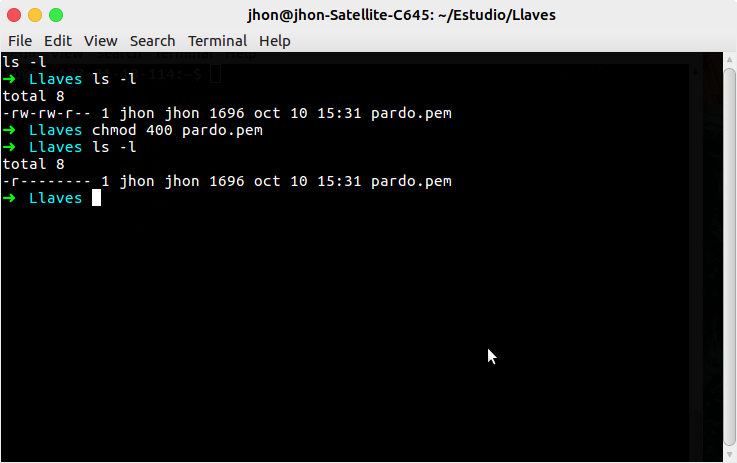 jhon@jhon-Satellite-C645: ~/Estudio/Llaves
File Edit View Search Terminal Help
ls -l
➜ Llaves ls -l
total 8
-rw-rw-r-- 1 jhon jhon 1696 oct 10 15:31 pardo.pem
➜ Llaves chmod 400 pardo.pem
➜ Llaves ls -l
total 8
-r-------- 1 jhon jhon 1696 oct 10 15:31 pardo.pem
➜ Llaves